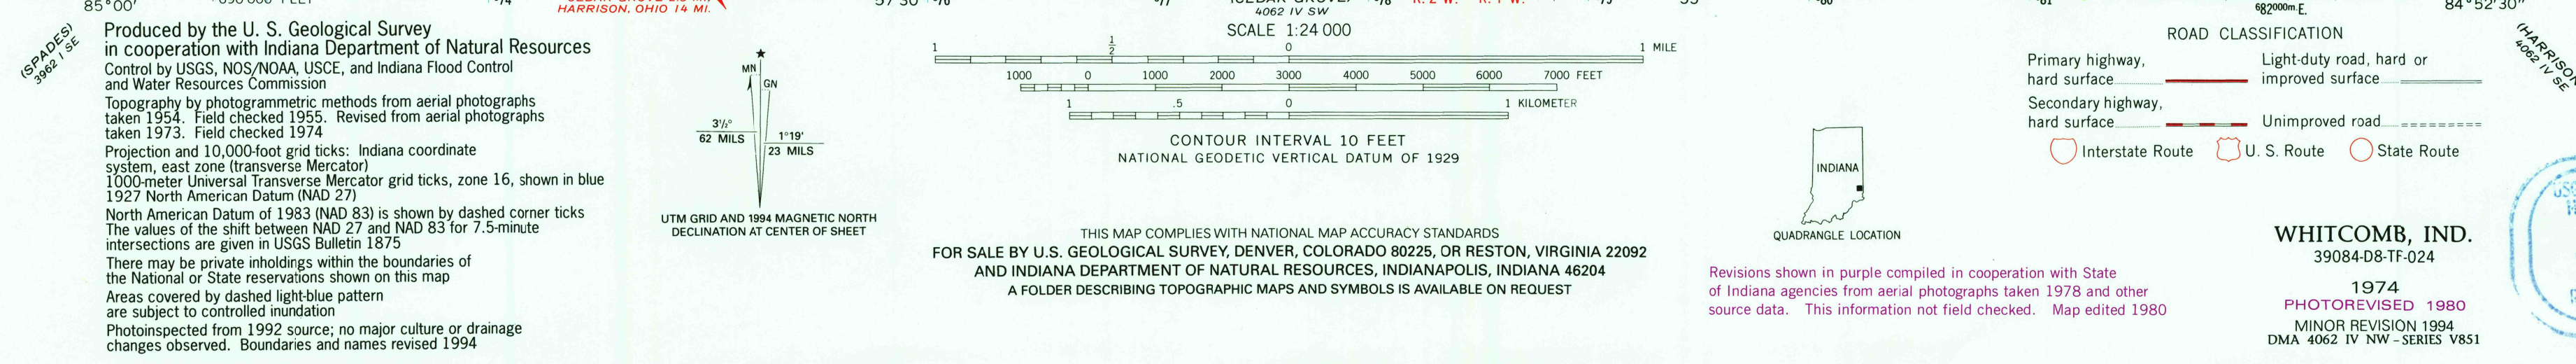 85°00'
HARRISON, OHIO 14 MI.
4062 IV SW
682000m.E.
84°52'30"
(SPADES)
3962 I SE
Produced by the U. S. Geological Survey
in cooperation with Indiana Department of Natural Resources
Control by USGS, NOS/NOAA, USCE, and Indiana Flood Control
and Water Resources Commission
Topography by photogrammetric methods from aerial photographs
taken 1954. Field checked 1955. Revised from aerial photographs
taken 1973. Field checked 1974
Projection and 10,000-foot grid ticks: Indiana coordinate
system, east zone (transverse Mercator)
1000-meter Universal Transverse Mercator grid ticks, zone 16, shown in blue
1927 North American Datum (NAD 27)
North American Datum of 1983 (NAD 83) is shown by dashed corner ticks
The values of the shift between NAD 27 and NAD 83 for 7.5-minute
intersections are given in USGS Bulletin 1875
There may be private inholdings within the boundaries of
the National or State reservations shown on this map
Areas covered by dashed light-blue pattern
are subject to controlled inundation
Photoinspected from 1992 source; no major culture or drainage
changes observed. Boundaries and names revised 1994
MN
GN
3½°
62 MILS
1°19'
23 MILS
UTM GRID AND 1994 MAGNETIC NORTH
DECLINATION AT CENTER OF SHEET
SCALE 1:24 000
1 ½ 0 1 MILE
1000 0 1000 2000 3000 4000 5000 6000 7000 FEET
1 .5 0 1 KILOMETER
CONTOUR INTERVAL 10 FEET
NATIONAL GEODETIC VERTICAL DATUM OF 1929
THIS MAP COMPLIES WITH NATIONAL MAP ACCURACY STANDARDS
FOR SALE BY U.S. GEOLOGICAL SURVEY, DENVER, COLORADO 80225, OR RESTON, VIRGINIA 22092
AND INDIANA DEPARTMENT OF NATURAL RESOURCES, INDIANAPOLIS, INDIANA 46204
A FOLDER DESCRIBING TOPOGRAPHIC MAPS AND SYMBOLS IS AVAILABLE ON REQUEST
INDIANA
QUADRANGLE LOCATION
Revisions shown in purple compiled in cooperation with State
of Indiana agencies from aerial photographs taken 1978 and other
source data. This information not field checked. Map edited 1980
ROAD CLASSIFICATION
Primary highway,
hard surface
Light-duty road, hard or
improved surface
Secondary highway,
hard surface
Unimproved road
Interstate Route
U. S. Route
State Route
(HARRISON
4062 IV SE
WHITCOMB, IND.
39084-D8-TF-024
1974
PHOTOREVISED 1980
MINOR REVISION 1994
DMA 4062 IV NW - SERIES V851